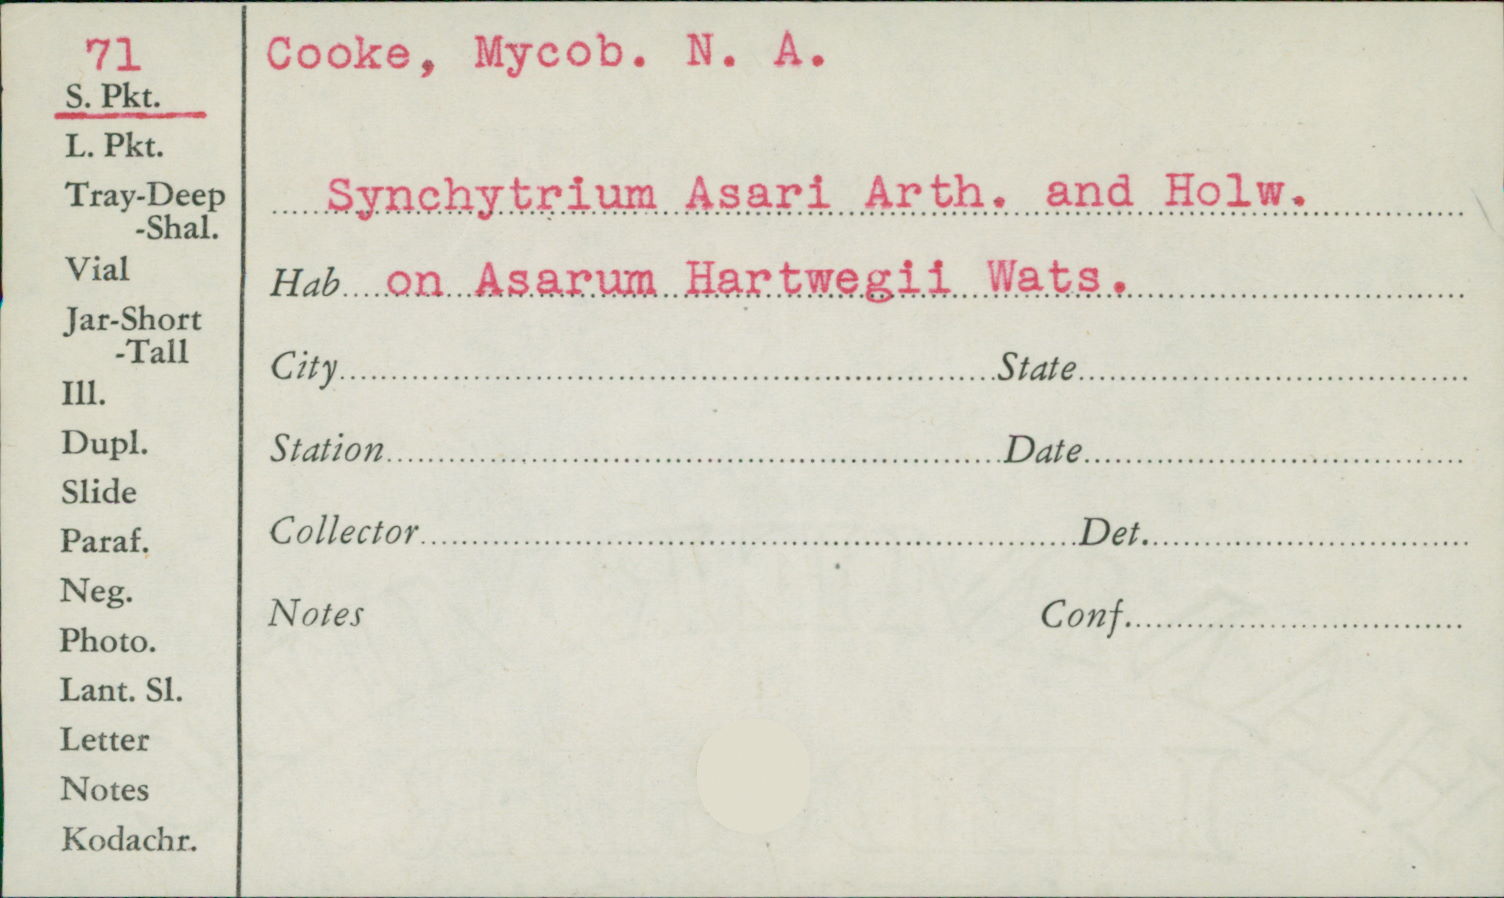 71
S. Pkt.
L. Pkt.
Tray-Deep
-Shal.
Vial
Jar-Short
-Tall
Ill.
Dupl.
Slide
Paraf.
Neg.
Photo.
Lant. Sl.
Letter
Notes
Kodachr.
Cooke, Mycob. N. A.
Synchytrium Asari Arth. and Holw.
Hab on Asarum Hartwegii Wats.
City State
Station Date
Collector Det.
Notes Conf.